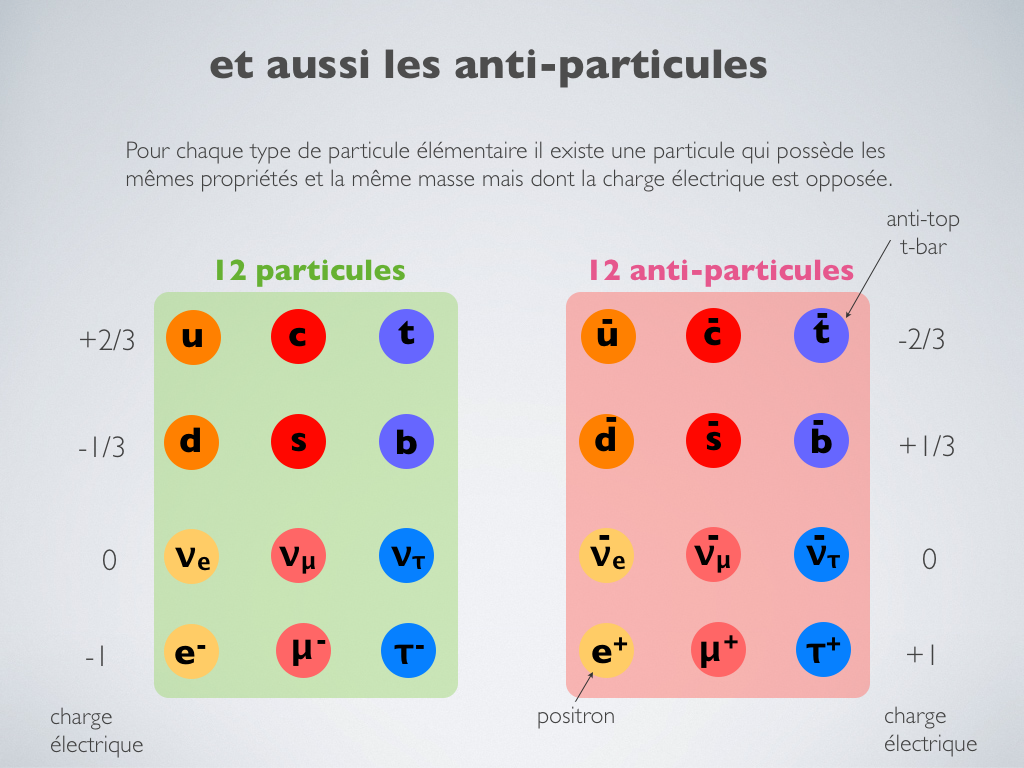 et aussi les anti-particules
Pour chaque type de particule élémentaire il existe une particule qui possède les
mêmes propriétés et la même masse mais dont la charge électrique est opposée.
anti-top
t-bar
12 particules
12 anti-particules
+2/3 u c t ū c̄ t̄ -2/3
-1/3 d s b d̄ s̄ b̄ +1/3
0 νe νμ ντ ν̄e ν̄μ ν̄τ 0
-1 e- μ- τ- e+ μ+ τ+ +1
positron
charge
électrique
charge
électrique